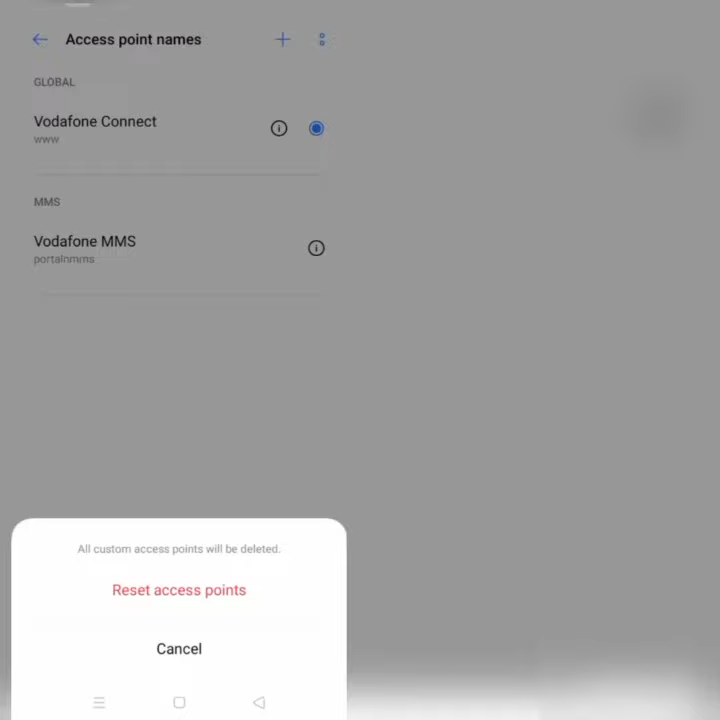 Access point names
GLOBAL
Vodafone Connect
www
MMS
Vodafone MMS
portalnmms
All custom access points will be deleted.
Reset access points
Cancel